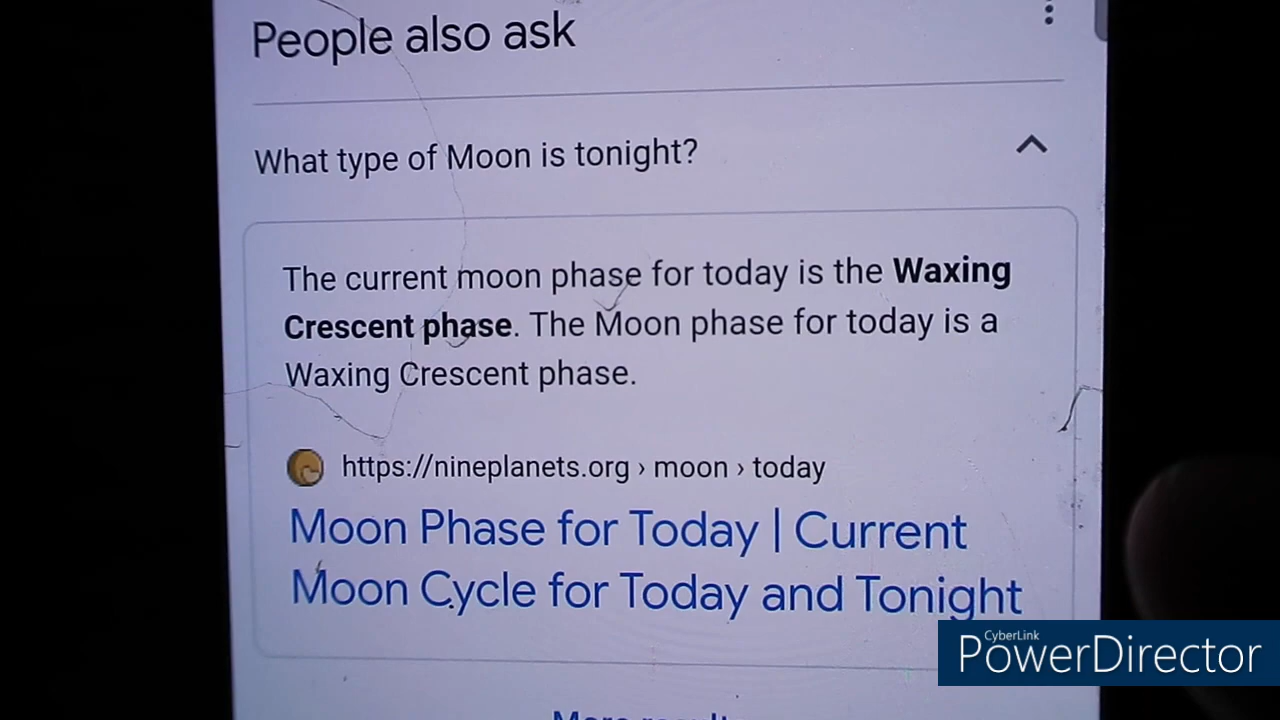 People also ask
What type of Moon is tonight?
The current moon phase for today is the Waxing
Crescent phase. The Moon phase for today is a
Waxing Crescent phase.
https://nineplanets.org › moon › today
Moon Phase for Today | Current
Moon Cycle for Today and Tonight
CyberLink
PowerDirector